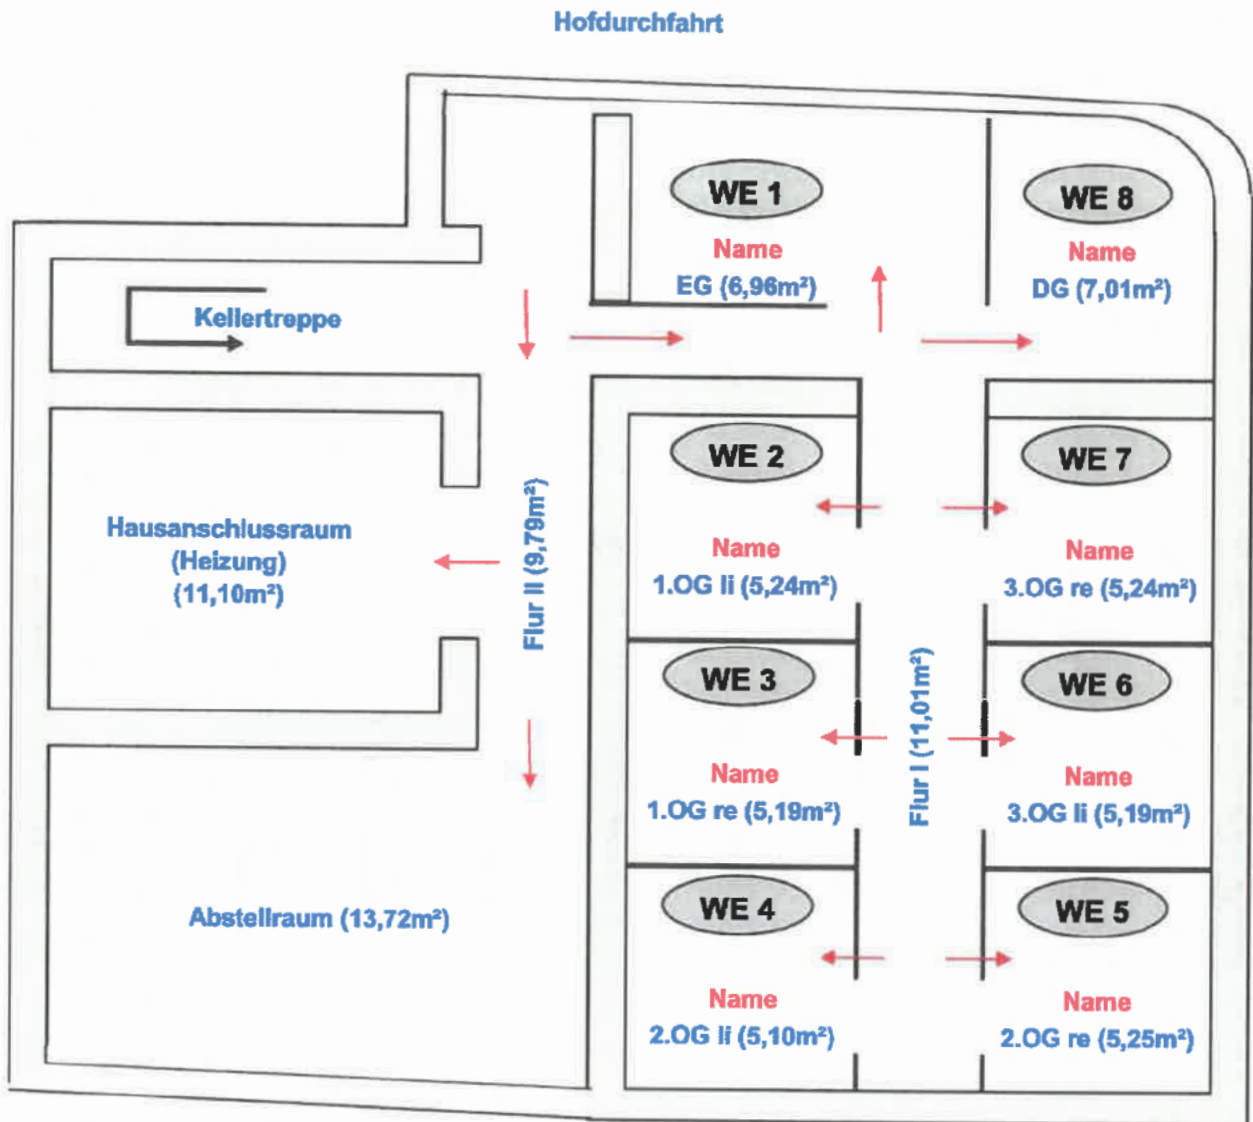 Hofdurchfahrt
WE 1
Name
EG (6,96m²)
WE 8
Name
DG (7,01m²)
Kellertreppe
WE 2
Name
1.OG li (5,24m²)
WE 7
Name
3.OG re (5,24m²)
Hausanschlussraum
(Heizung)
(11,10m²)
Flur II (9,79m²)
WE 3
Name
1.OG re (5,19m²)
Flur I (11,01m²)
WE 6
Name
3.OG li (5,19m²)
Abstellraum (13,72m²)
WE 4
Name
2.OG li (5,10m²)
WE 5
Name
2.OG re (5,25m²)